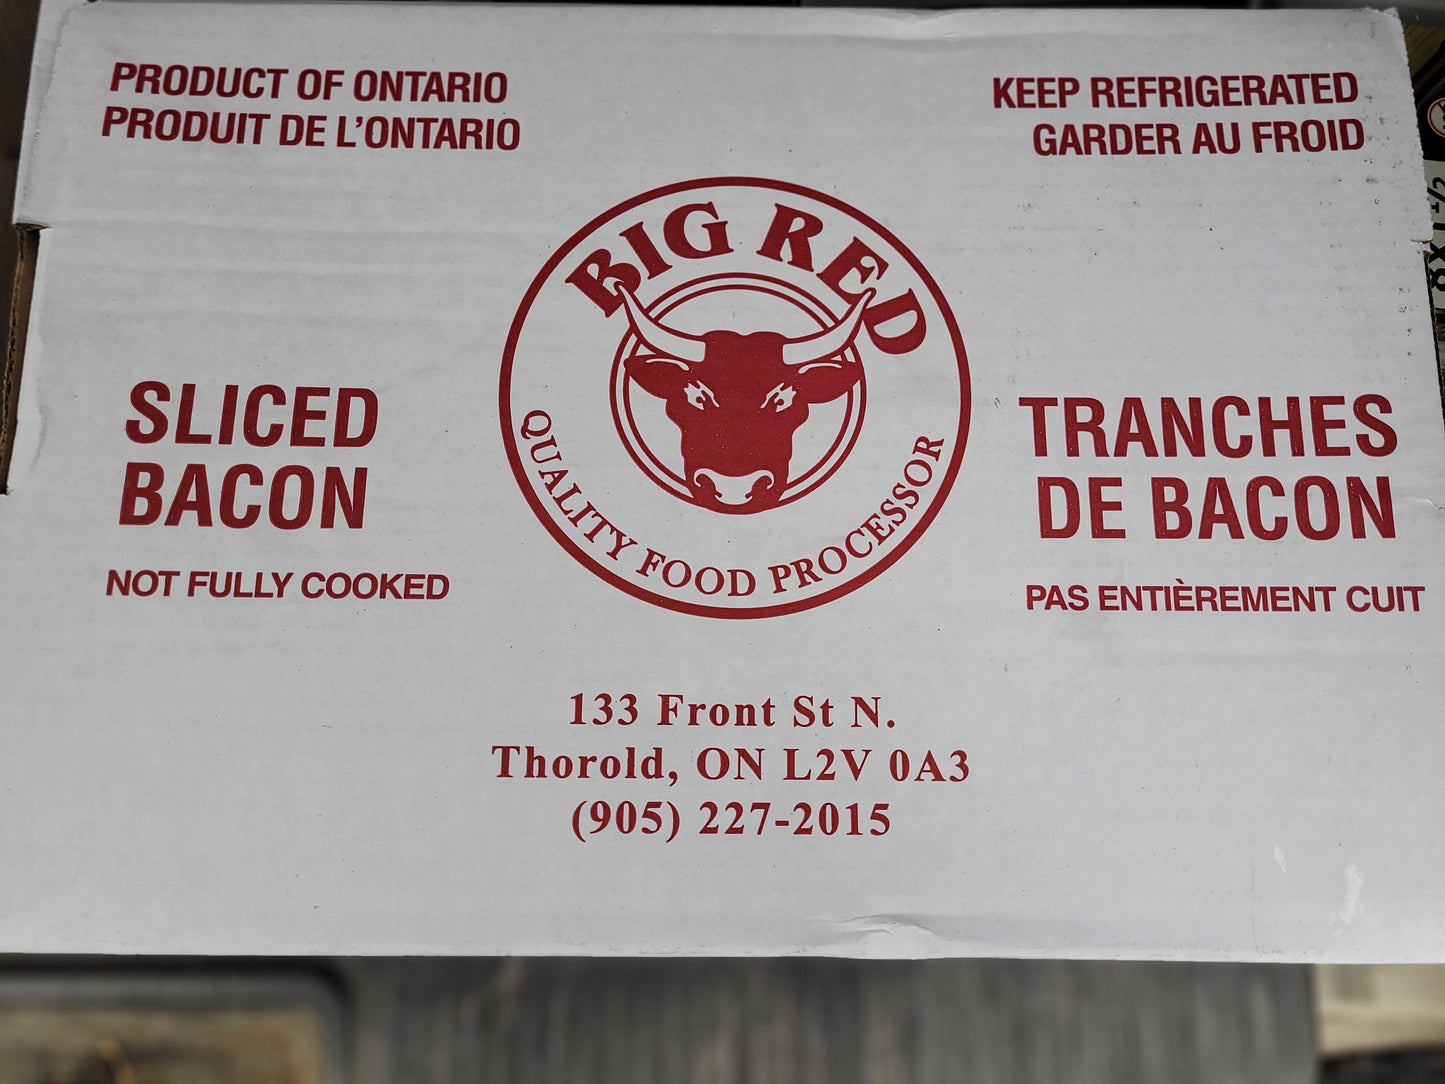 PRODUCT OF ONTARIO
PRODUIT DE L'ONTARIO
KEEP REFRIGERATED
GARDER AU FROID
BIG RED
QUALITY FOOD PROCESSOR
SLICED
BACON
NOT FULLY COOKED
TRANCHES
DE BACON
PAS ENTIÈREMENT CUIT
133 Front St N.
Thorold, ON L2V 0A3
(905) 227-2015